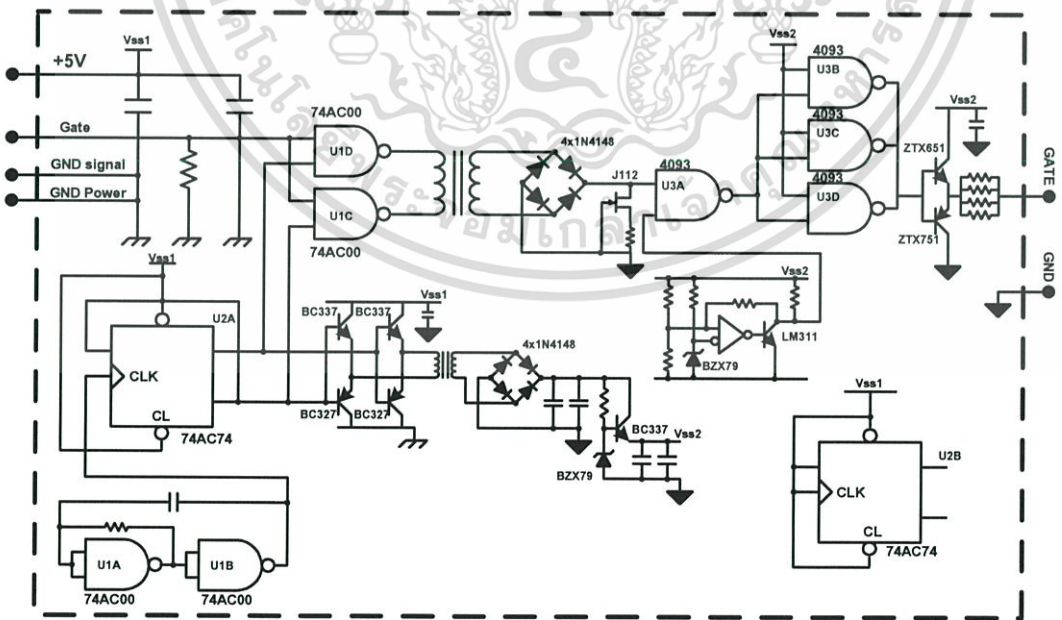 Vss1
+5V
Gate
GND signal
GND Power
74AC00
U1D
U1C
74AC00
4x1N4148
J112
4093
U3A
Vss2
4093
U3B
4093
U3C
4093
U3D
Vss2
ZTX651
ZTX751
GATE
GND
Vss1
U2A
CLK
CL
74AC74
BC337
BC337
Vss1
BC327
BC327
4x1N4148
BC337
Vss2
BZX79
Vss2
LM311
BZX79
Vss1
U2B
CLK
CL
74AC74
U1A
74AC00
U1B
74AC00